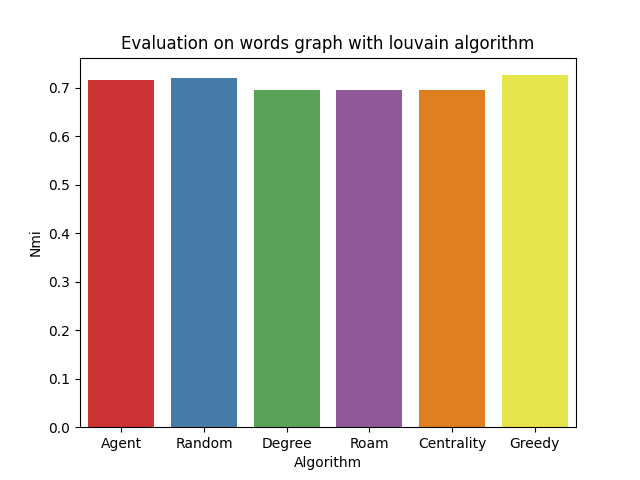 Evaluation on words graph with louvain algorithm
0.7
0.6
0.5
0.4
0.3
0.2
0.1
0.0
Nmi
Agent Random Degree Roam Centrality Greedy
Algorithm